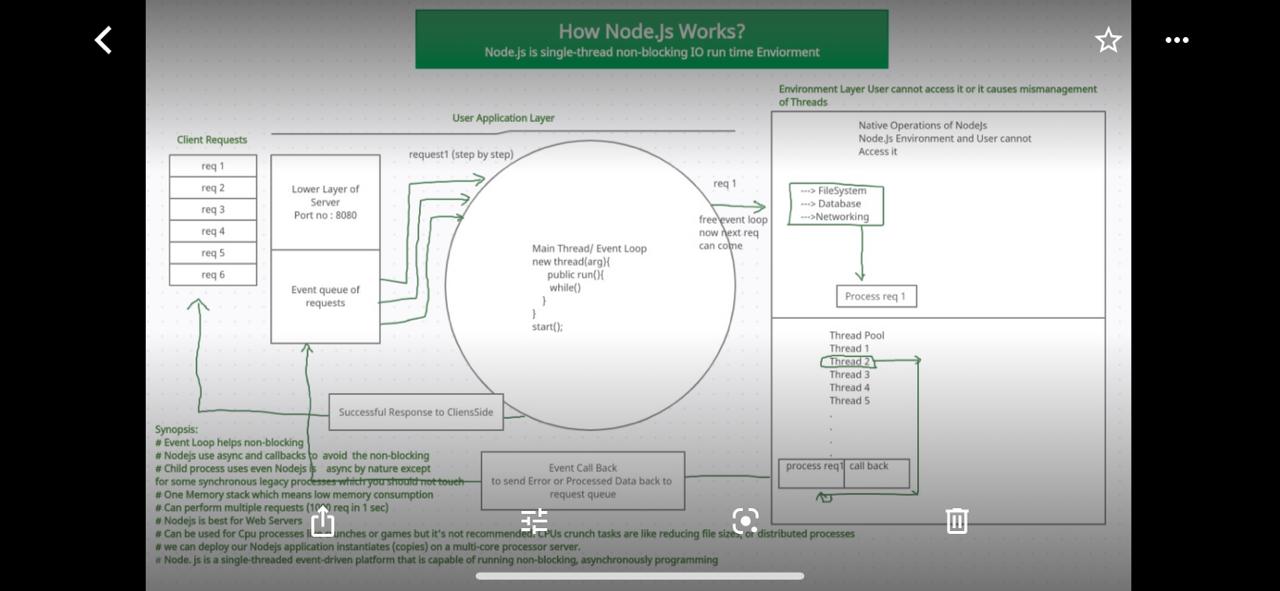 How Node.Js Works?
Node.js is single-thread non-blocking IO run time Enviorment
Environment Layer User cannot access it or it causes mismanagement
of Threads
User Application Layer
Client Requests
req 1
req 2
req 3
req 4
req 5
req 6
Lower Layer of
Server
Port no : 8080
Event queue of
requests
request1 (step by step)
Main Thread/ Event Loop
new thread(arg){
public run(){
while()
}
}
start();
req 1
free event loop
now next req
can come
Native Operations of NodeJs
Node.Js Environment and User cannot
Access it
---> FileSystem
---> Database
--->Networking
Process req 1
Thread Pool
Thread 1
Thread 2
Thread 3
Thread 4
Thread 5
.
.
.
.
process req1 call back
Successful Response to CliensSide
Event Call Back
to send Error or Processed Data back to
request queue
Synopsis:
# Event Loop helps non-blocking
# Nodejs use async and callbacks to avoid the non-blocking
# Child process uses even Nodejs is async by nature except
for some synchronous legacy processes which you should not touch
# One Memory stack which means low memory consumption
# Can perform multiple requests (1000 req in 1 sec)
# Nodejs is best for Web Servers
# Can be used for Cpu processes crunches or games but it's not recommended. CPUs crunch tasks are like reducing file sizes, or distributed processes
# we can deploy our Nodejs application instantiates (copies) on a multi-core processor server.
# Node. js is a single-threaded event-driven platform that is capable of running non-blocking, asynchronously programming